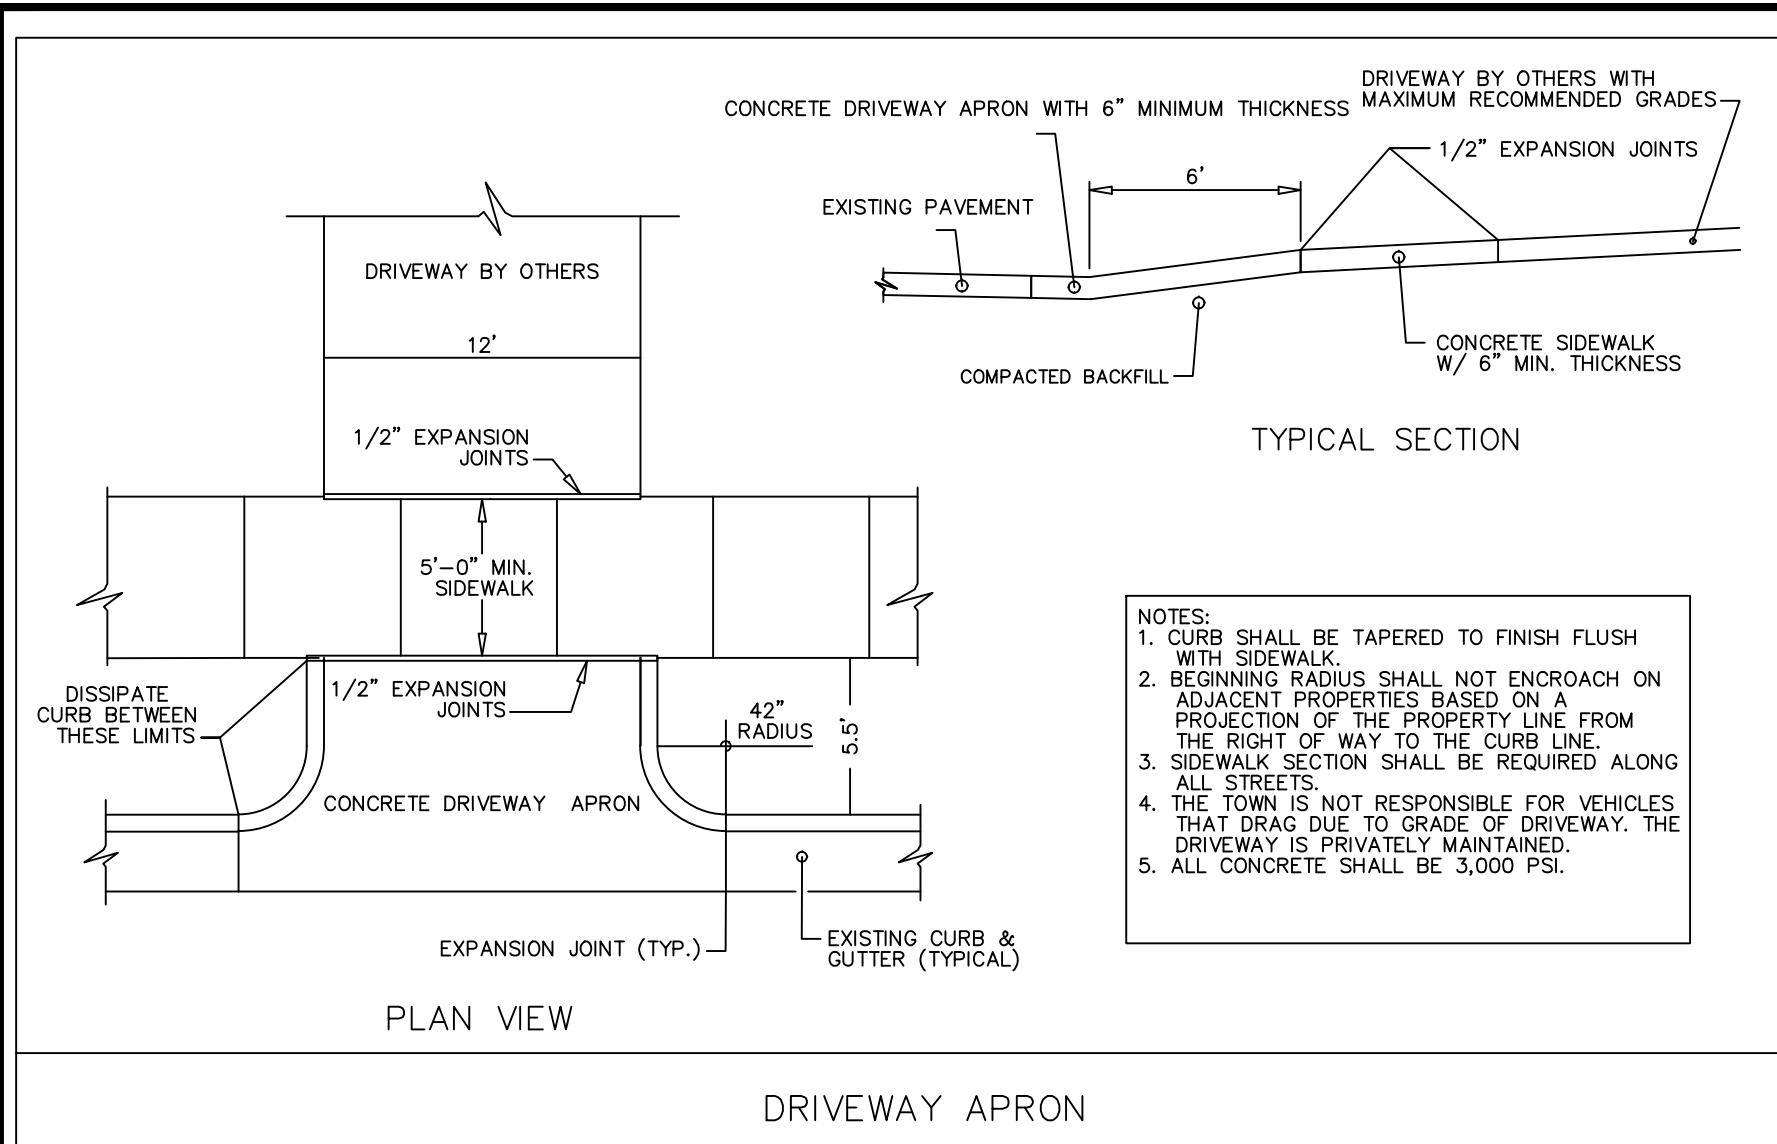 DRIVEWAY BY OTHERS WITH
MAXIMUM RECOMMENDED GRADES
CONCRETE DRIVEWAY APRON WITH 6” MINIMUM THICKNESS
1/2” EXPANSION JOINTS
6’
EXISTING PAVEMENT
CONCRETE SIDEWALK
W/ 6” MIN. THICKNESS
COMPACTED BACKFILL
TYPICAL SECTION
DRIVEWAY BY OTHERS
12’
1/2” EXPANSION
JOINTS
5’-0” MIN.
SIDEWALK
DISSIPATE
CURB BETWEEN
THESE LIMITS
1/2” EXPANSION
JOINTS
42”
RADIUS
5.5’
CONCRETE DRIVEWAY APRON
EXPANSION JOINT (TYP.)
EXISTING CURB &
GUTTER (TYPICAL)
PLAN VIEW
NOTES:
1. CURB SHALL BE TAPERED TO FINISH FLUSH
WITH SIDEWALK.
2. BEGINNING RADIUS SHALL NOT ENCROACH ON
ADJACENT PROPERTIES BASED ON A
PROJECTION OF THE PROPERTY LINE FROM
THE RIGHT OF WAY TO THE CURB LINE.
3. SIDEWALK SECTION SHALL BE REQUIRED ALONG
ALL STREETS.
4. THE TOWN IS NOT RESPONSIBLE FOR VEHICLES
THAT DRAG DUE TO GRADE OF DRIVEWAY. THE
DRIVEWAY IS PRIVATELY MAINTAINED.
5. ALL CONCRETE SHALL BE 3,000 PSI.
DRIVEWAY APRON